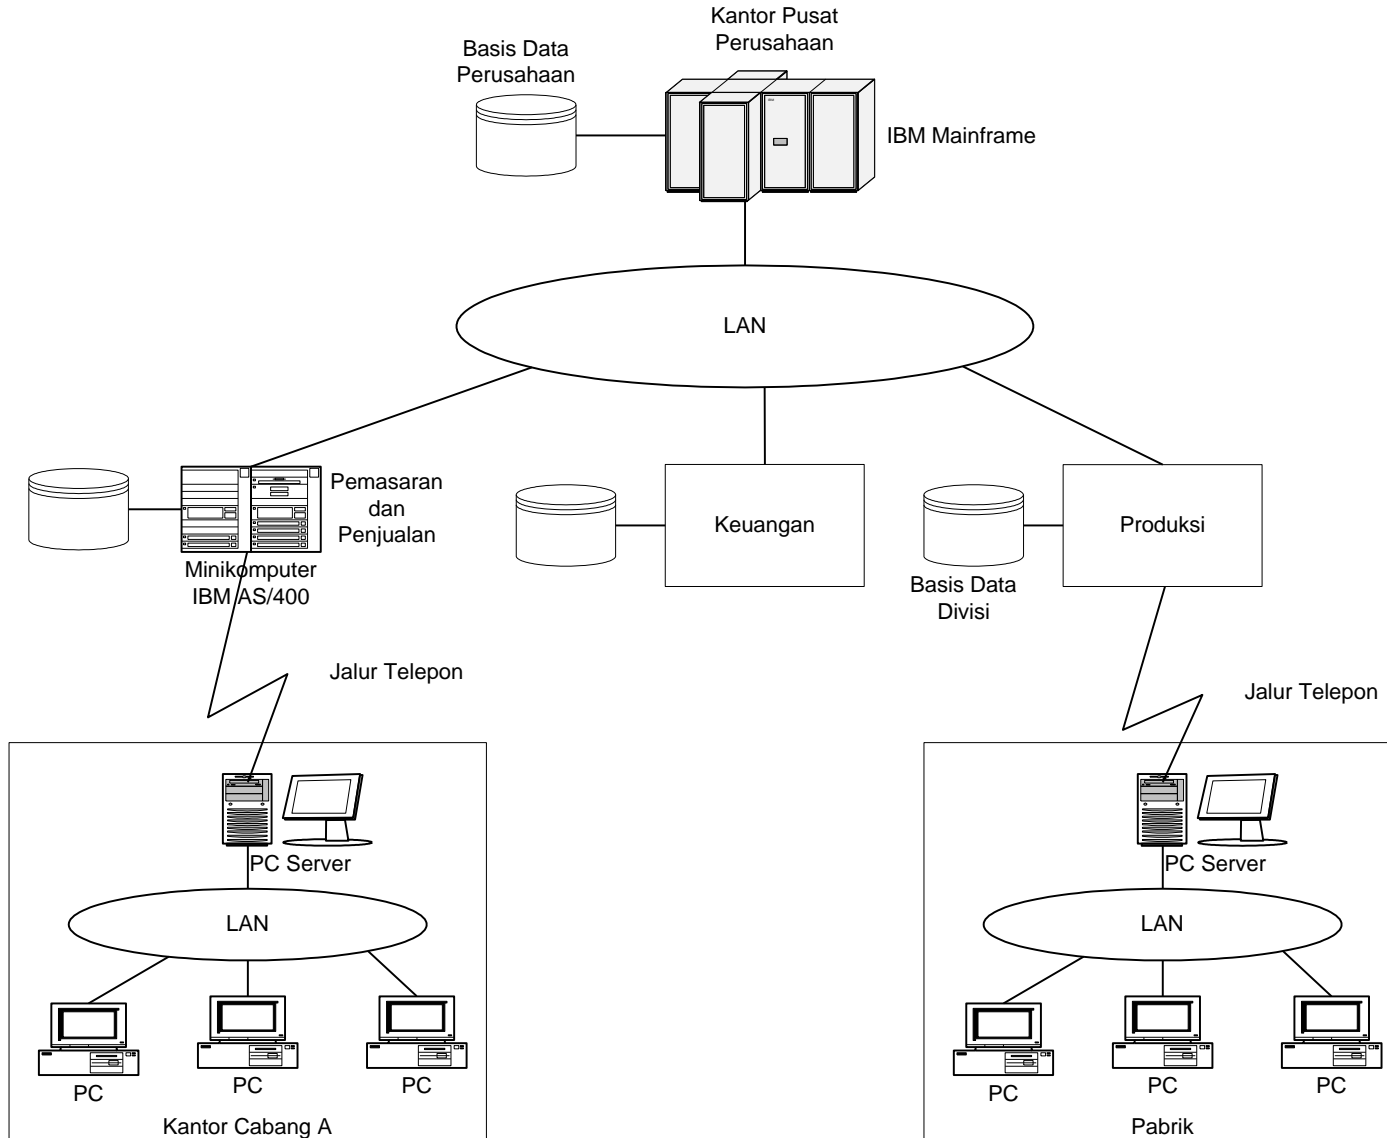 Kantor Pusat
Perusahaan
Basis Data
Perusahaan
IBM Mainframe
LAN
Pemasaran
dan
Penjualan
Keuangan
Produksi
Minikomputer
IBM AS/400
Basis Data
Divisi
Jalur Telepon
Jalur Telepon
PC Server
PC Server
LAN
LAN
PC
PC
PC
PC
PC
PC
Kantor Cabang A
Pabrik